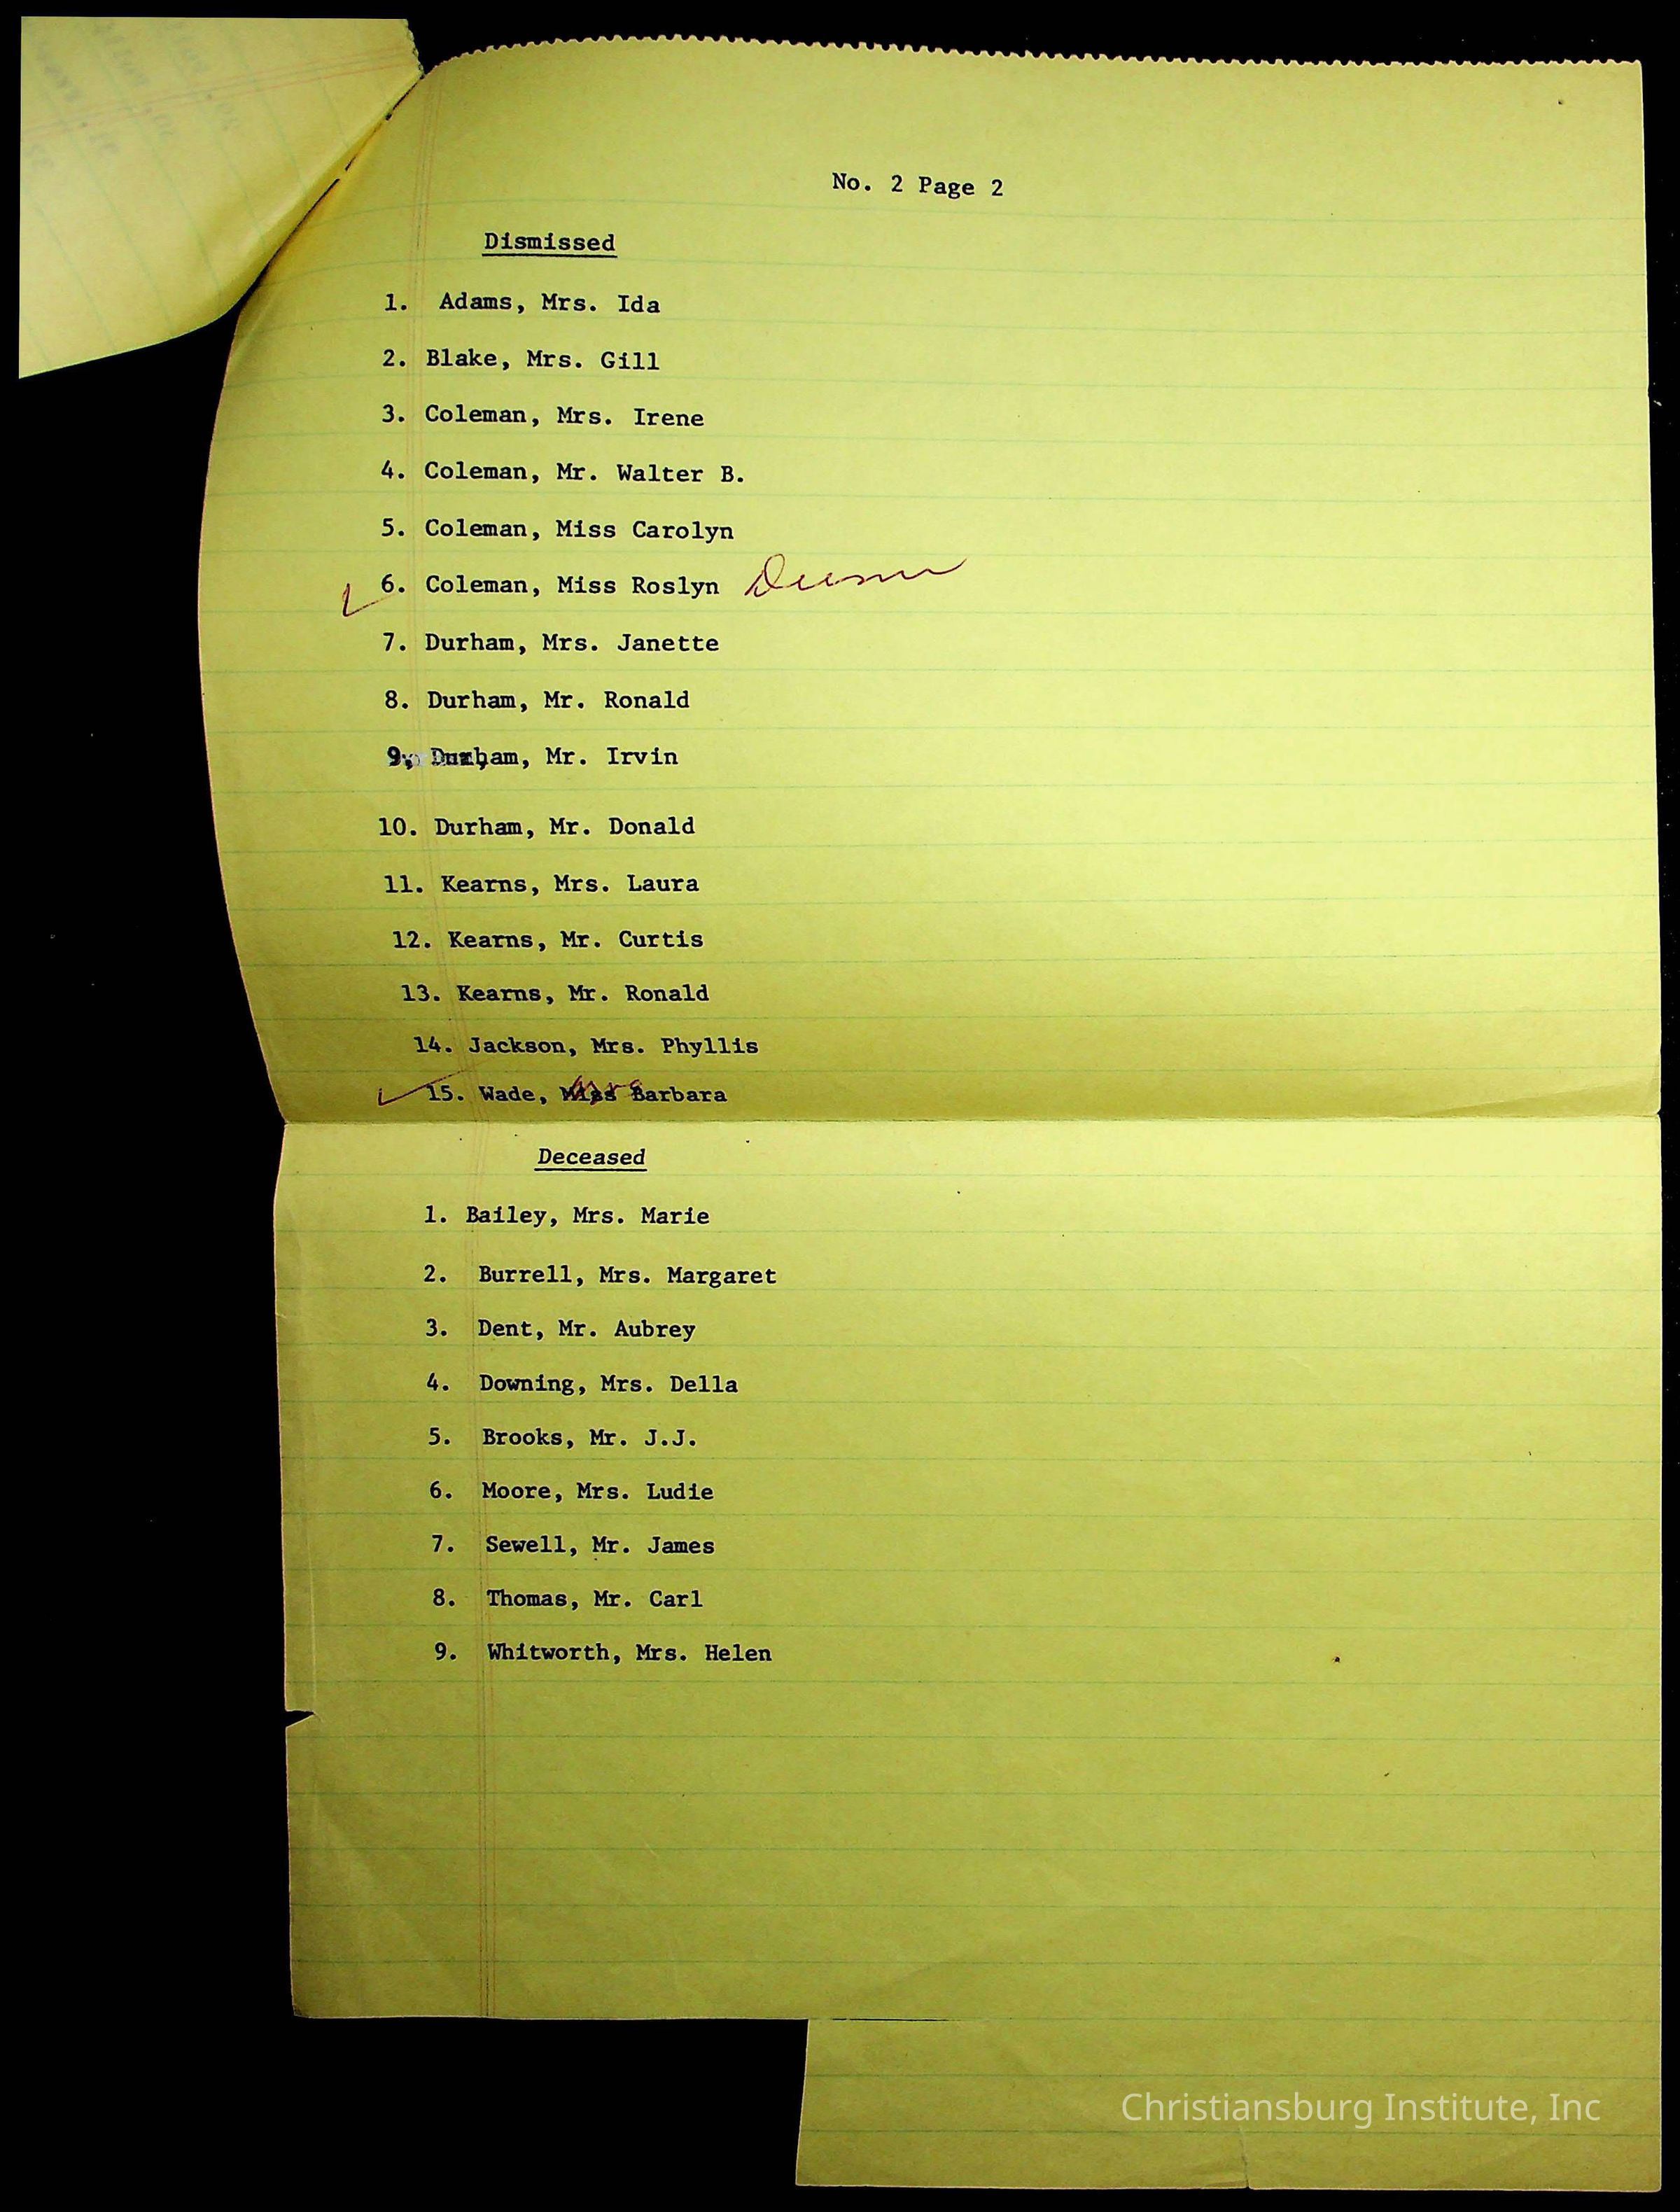 No. 2 Page 2
Dismissed
1. Adams, Mrs. Ida
2. Blake, Mrs. Gill
3. Coleman, Mrs. Irene
4. Coleman, Mr. Walter B.
5. Coleman, Miss Carolyn
6. Coleman, Miss Roslyn
7. Durham, Mrs. Janette
8. Durham, Mr. Ronald
9. Durham, Mr. Irvin
10. Durham, Mr. Donald
11. Kearns, Mrs. Laura
12. Kearns, Mr. Curtis
13. Kearns, Mr. Ronald
14. Jackson, Mrs. Phyllis
15. Wade, Mrs Barbara
Deceased
1. Bailey, Mrs. Marie
2. Burrell, Mrs. Margaret
3. Dent, Mr. Aubrey
4. Downing, Mrs. Della
5. Brooks, Mr. J.J.
6. Moore, Mrs. Ludie
7. Sewell, Mr. James
8. Thomas, Mr. Carl
9. Whitworth, Mrs. Helen
Christiansburg Institute, Inc